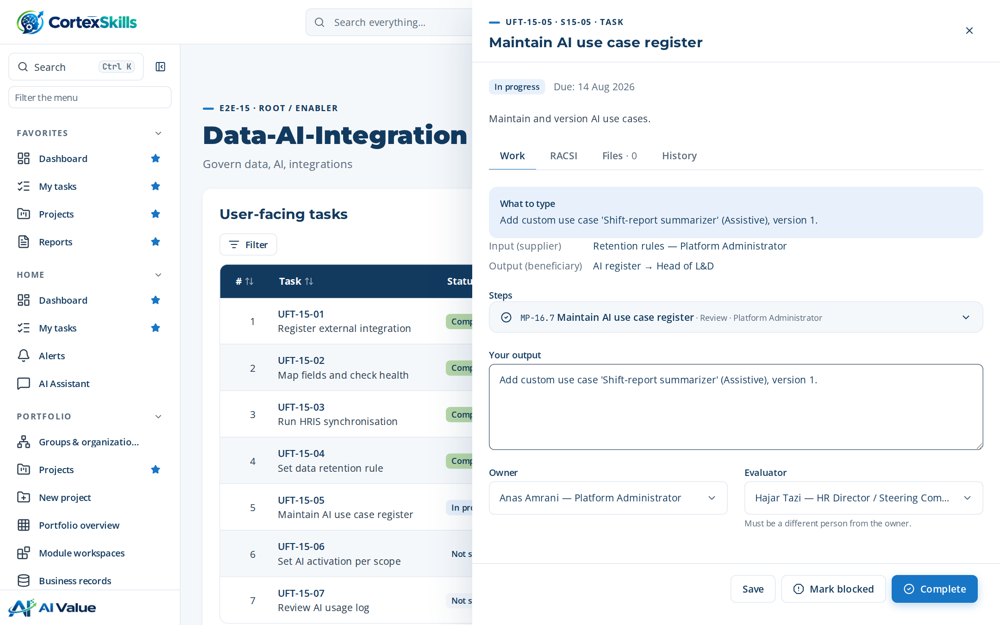 CortexSkills
Search everything...
Search
Ctrl K
Filter the menu
FAVORITES
Dashboard
My tasks
Projects
Reports
HOME
Dashboard
My tasks
Alerts
AI Assistant
PORTFOLIO
Groups & organizatio...
Projects
New project
Portfolio overview
Module workspaces
Business records
AI Value
E2E-15 · ROOT / ENABLER
Data-AI-Integration
Govern data, AI, integrations
User-facing tasks
Filter
# Task Statu
1 UFT-15-01 Comp
Register external integration
2 UFT-15-02 Comp
Map fields and check health
3 UFT-15-03 Comp
Run HRIS synchronisation
4 UFT-15-04 Comp
Set data retention rule
5 UFT-15-05 In pro
Maintain AI use case register
6 UFT-15-06 Not s
Set AI activation per scope
7 UFT-15-07 Not s
Review AI usage log
UFT-15-05 · S15-05 · TASK
Maintain AI use case register
In progress Due: 14 Aug 2026
Maintain and version AI use cases.
Work RACSI Files · 0 History
What to type
Add custom use case 'Shift-report summarizer' (Assistive), version 1.
Input (supplier) Retention rules — Platform Administrator
Output (beneficiary) AI register → Head of L&D
Steps
MP-16.7 Maintain AI use case register · Review · Platform Administrator
Your output
Add custom use case 'Shift-report summarizer' (Assistive), version 1.
Owner Evaluator
Anas Amrani — Platform Administrator Hajar Tazi — HR Director / Steering Com...
Must be a different person from the owner.
Save Mark blocked Complete